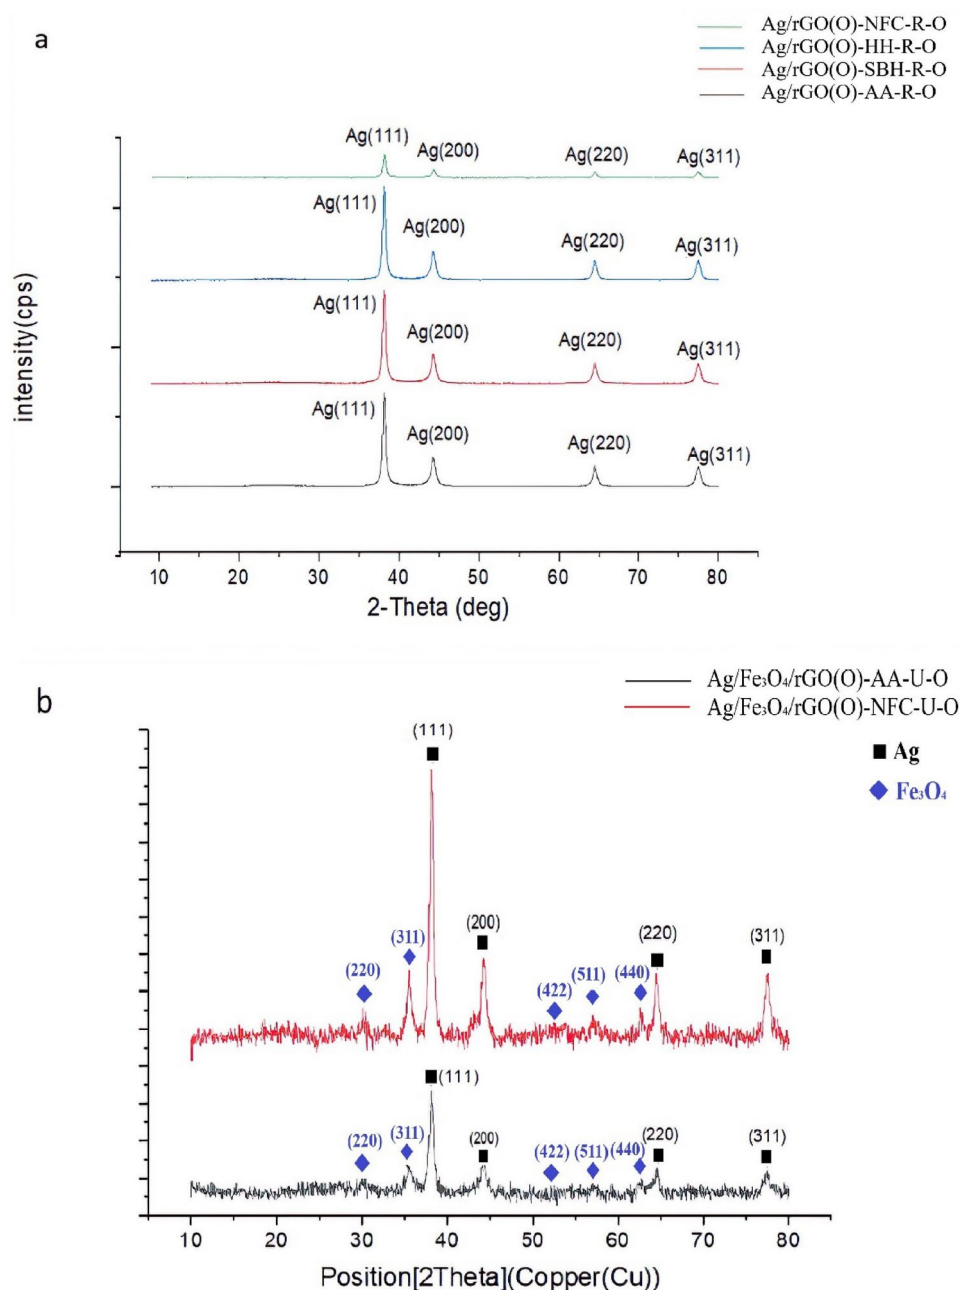 a
Ag/rGO(O)-NFC-R-O
Ag/rGO(O)-HH-R-O
Ag/rGO(O)-SBH-R-O
Ag/rGO(O)-AA-R-O
Ag(111)
Ag(200)
Ag(220)
Ag(311)
Ag(111)
Ag(200)
Ag(220)
Ag(311)
Ag(111)
Ag(200)
Ag(220)
Ag(311)
Ag(111)
Ag(200)
Ag(220)
Ag(311)
intensity(cps)
10 20 30 40 50 60 70 80
2-Theta (deg)
b
Ag/Fe₃O₄/rGO(O)-AA-U-O
Ag/Fe₃O₄/rGO(O)-NFC-U-O
Ag
Fe₃O₄
(111)
(220)
(311)
(200)
(422)
(511)
(440)
(220)
(311)
(111)
(220)
(311)
(200)
(422)
(511)
(440)
(220)
(311)
10 20 30 40 50 60 70 80
Position[2Theta](Copper(Cu))